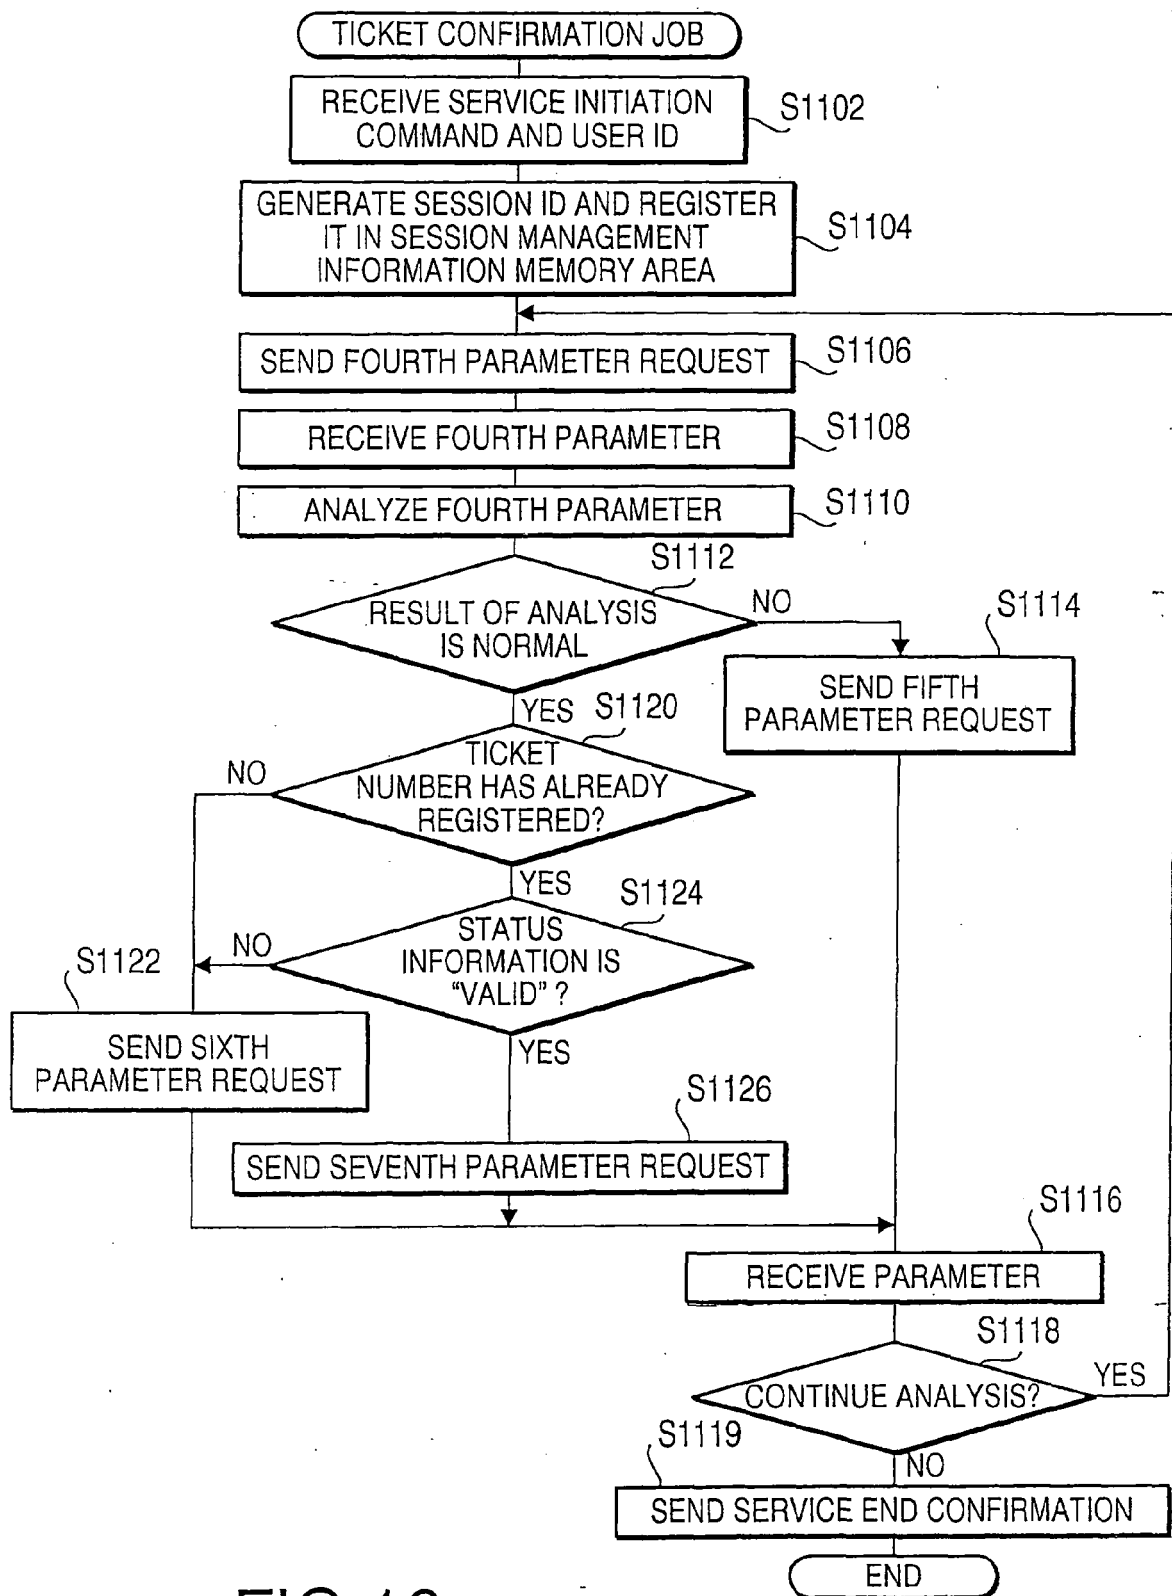 TICKET CONFIRMATION JOB
RECEIVE SERVICE INITIATION
COMMAND AND USER ID
S1102
GENERATE SESSION ID AND REGISTER
IT IN SESSION MANAGEMENT
INFORMATION MEMORY AREA
S1104
SEND FOURTH PARAMETER REQUEST
S1106
RECEIVE FOURTH PARAMETER
S1108
ANALYZE FOURTH PARAMETER
S1110
S1112
RESULT OF ANALYSIS
IS NORMAL
NO
S1114
SEND FIFTH
PARAMETER REQUEST
YES
S1120
TICKET
NUMBER HAS ALREADY
REGISTERED?
NO
YES
S1124
STATUS
INFORMATION IS
“VALID” ?
NO
S1122
SEND SIXTH
PARAMETER REQUEST
YES
S1126
SEND SEVENTH PARAMETER REQUEST
S1116
RECEIVE PARAMETER
S1118
CONTINUE ANALYSIS?
YES
S1119
NO
SEND SERVICE END CONFIRMATION
END